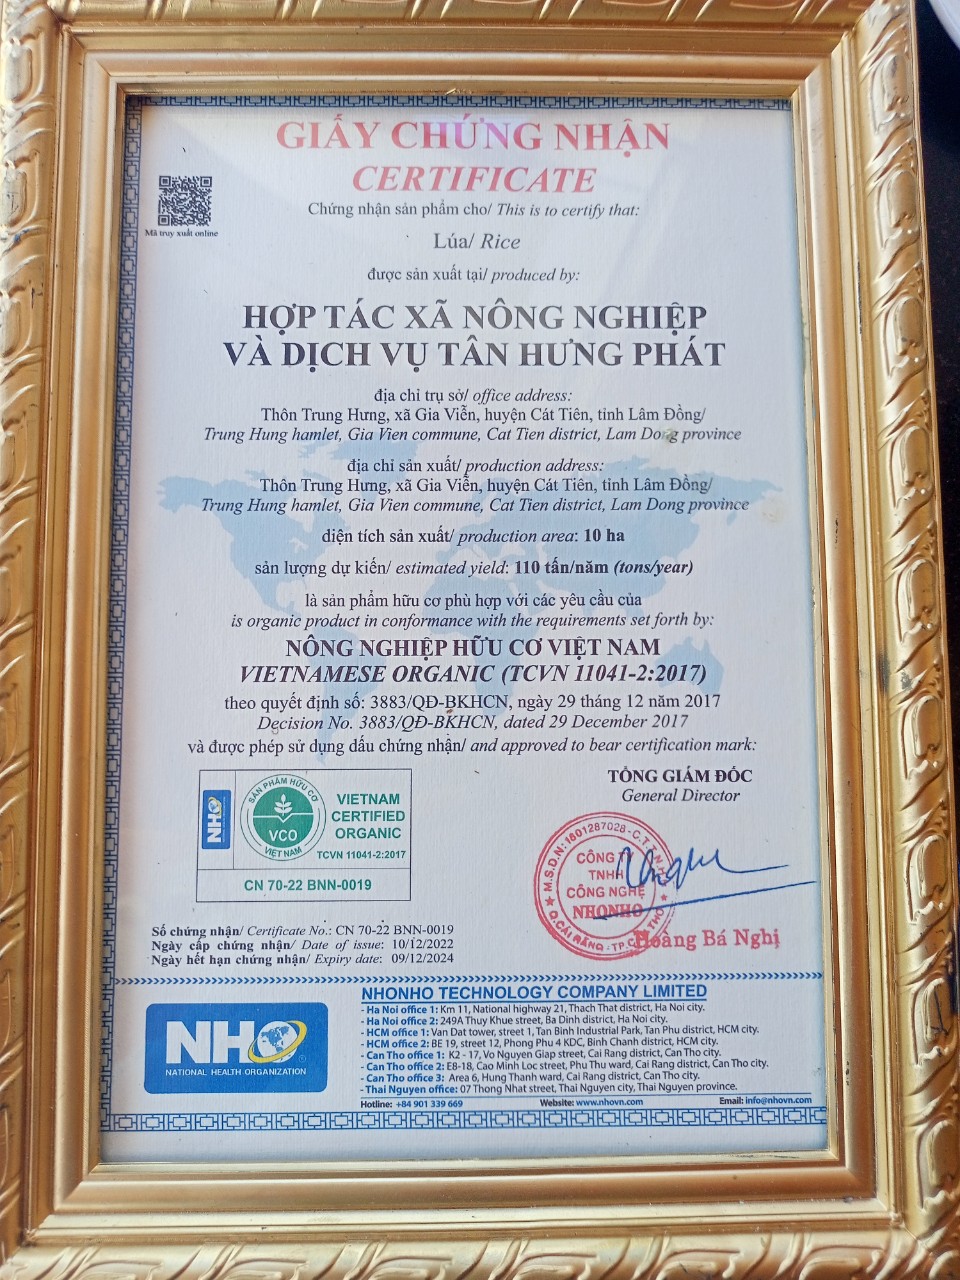 GIẤY CHỨNG NHẬN
CERTIFICATE
Mã truy xuất online
Chứng nhận sản phẩm cho/ This is to certify that:
Lúa/ Rice
được sản xuất tại/ produced by:
HỢP TÁC XÃ NÔNG NGHIỆP
VÀ DỊCH VỤ TÂN HƯNG PHÁT
địa chỉ trụ sở/ office address:
Thôn Trung Hưng, xã Gia Viễn, huyện Cát Tiên, tỉnh Lâm Đồng/
Trung Hung hamlet, Gia Vien commune, Cat Tien district, Lam Dong province
địa chỉ sản xuất/ production address:
Thôn Trung Hưng, xã Gia Viễn, huyện Cát Tiên, tỉnh Lâm Đồng/
Trung Hung hamlet, Gia Vien commune, Cat Tien district, Lam Dong province
diện tích sản xuất/ production area: 10 ha
sản lượng dự kiến/ estimated yield: 110 tấn/năm (tons/year)
là sản phẩm hữu cơ phù hợp với các yêu cầu của
is organic product in conformance with the requirements set forth by:
NÔNG NGHIỆP HỮU CƠ VIỆT NAM
VIETNAMESE ORGANIC (TCVN 11041-2:2017)
theo quyết định số: 3883/QĐ-BKHCN, ngày 29 tháng 12 năm 2017
Decision No. 3883/QĐ-BKHCN, dated 29 December 2017
và được phép sử dụng dấu chứng nhận/ and approved to bear certification mark:
TỔNG GIÁM ĐỐC
General Director
NHO
SẢN PHẨM HỮU CƠ
VCO
VIỆT NAM
VIETNAM
CERTIFIED
ORGANIC
TCVN 11041-2:2017
CN 70-22 BNN-0019
M.S.D.N: 1801287028
CÔNG TY
TNHH
CÔNG NGHỆ
NHONHO
Q.CÁI RĂNG - TP.CẦN THƠ
Hoàng Bá Nghị
Số chứng nhận/ Certificate No.: CN 70-22 BNN-0019
Ngày cấp chứng nhận/ Date of issue: 10/12/2022
Ngày hết hạn chứng nhận/ Expiry date: 09/12/2024
NHO
NATIONAL HEALTH ORGANIZATION
NHONHO TECHNOLOGY COMPANY LIMITED
- Ha Noi office 1: Km 11, National highway 21, Thach That district, Ha Noi city.
- Ha Noi office 2: 249A Thuy Khue street, Ba Dinh district, Ha Noi city.
- HCM office 1: Van Dat tower, street 1, Tan Binh Industrial Park, Tan Phu district, HCM city.
- HCM office 2: BE 19, street 12, Phong Phu 4 KDC, Binh Chanh district, HCM city.
- Can Tho office 1: K2 - 17, Vo Nguyen Giap street, Cai Rang district, Can Tho city.
- Can Tho office 2: E8-18, Cao Minh Loc street, Phu Thu ward, Cai Rang district, Can Tho city.
- Can Tho office 3: Area 6, Hung Thanh ward, Cai Rang district, Can Tho city.
- Thai Nguyen office: 07 Thong Nhat street, Thai Nguyen city, Thai Nguyen province.
Hotline: +84 901 339 669 Website: www.nhovn.com Email: info@nhovn.com